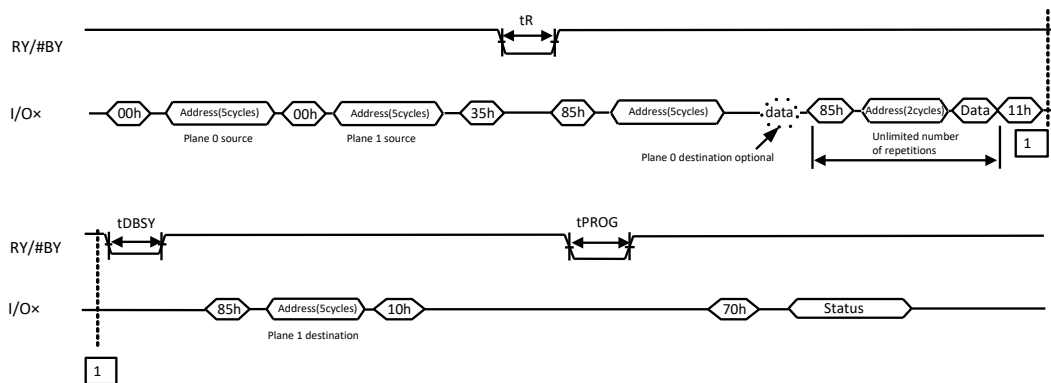 tR
RY/#BY
I/O×
00h
Address(5cycles)
00h
Address(5cycles)
35h
85h
Address(5cycles)
data
85h
Address(2cycles)
Data
11h
Plane 0 source
Plane 1 source
Plane 0 destination optional
Unlimited number
of repetitions
1
tDBSY
tPROG
RY/#BY
I/O×
85h
Address(5cycles)
10h
70h
Status
Plane 1 destination
1